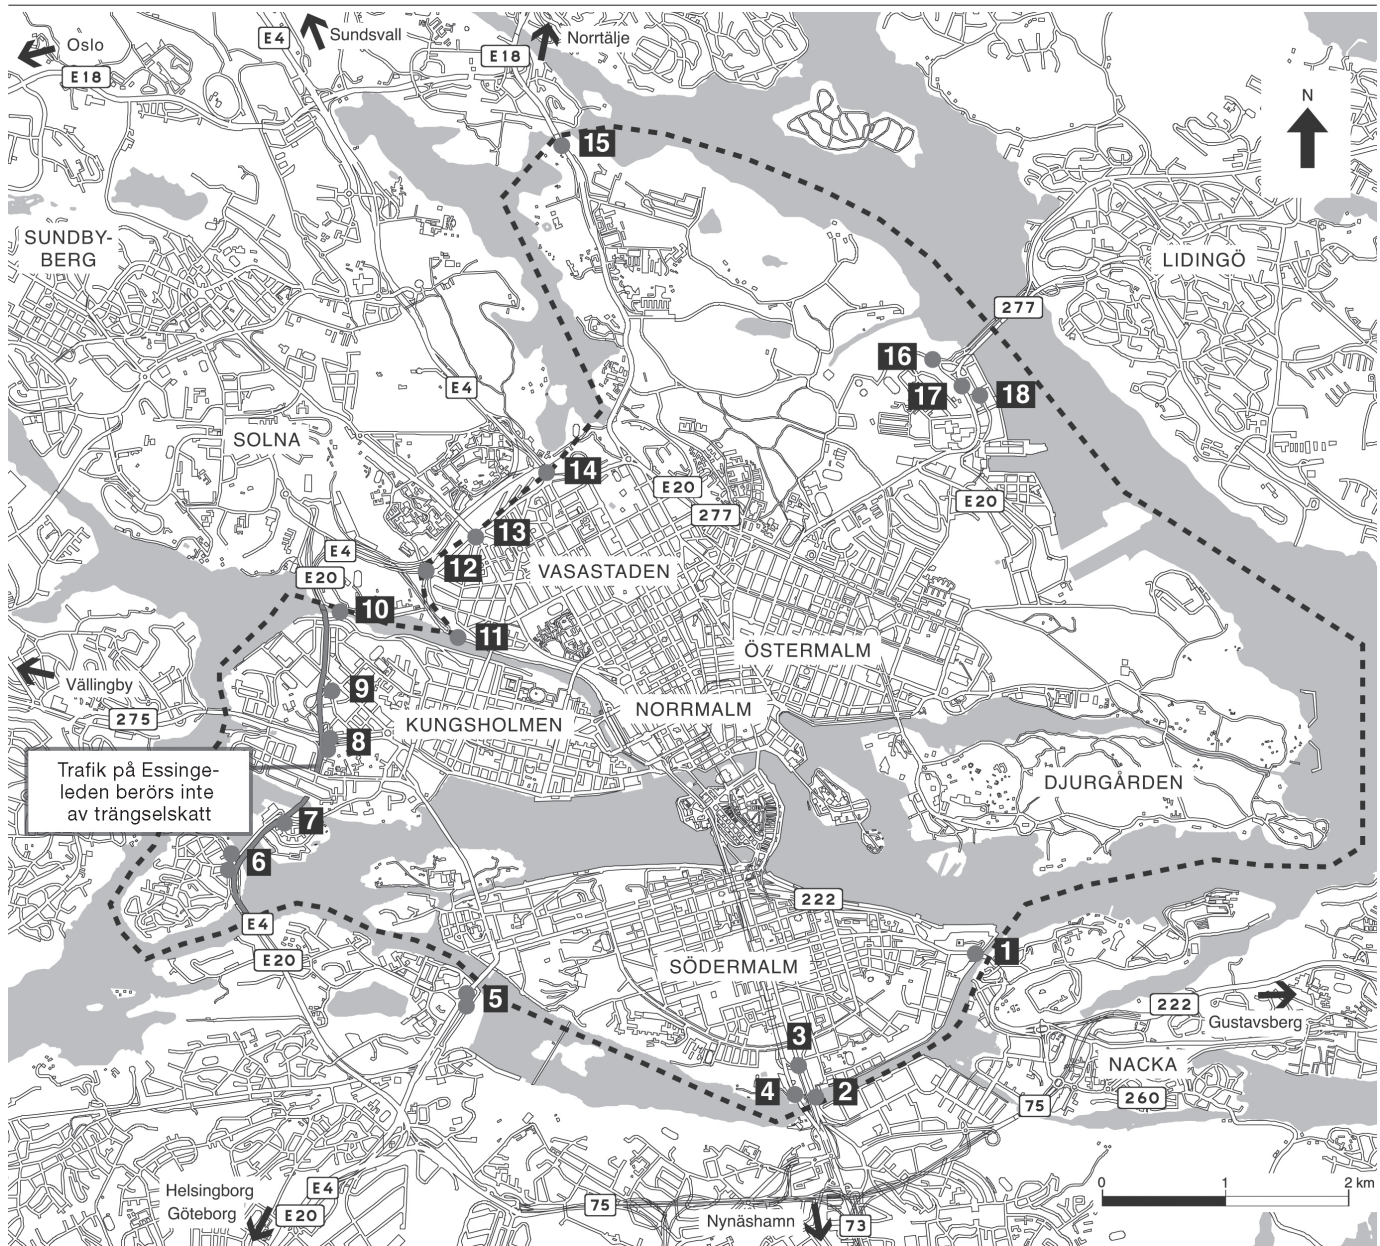 Oslo
E18
E4
Sundsvall
E18
Norrtälje
N
15
SUNDBY-
BERG
LIDINGÖ
277
16
17
18
E4
SOLNA
14
E20
277
E20
13
E4
E20
12
VASASTADEN
10
11
ÖSTERMALM
Vällingby
275
9
NORRMALM
KUNGSHOLMEN
8
Trafik på Essinge-
leden berörs inte
av trängselskatt
DJURGÅRDEN
7
6
222
E4
E20
1
SÖDERMALM
5
222
Gustavsberg
3
NACKA
4
2
75
260
0
1
2 km
E4
Helsingborg
Göteborg
E20
75
Nynäshamn
73